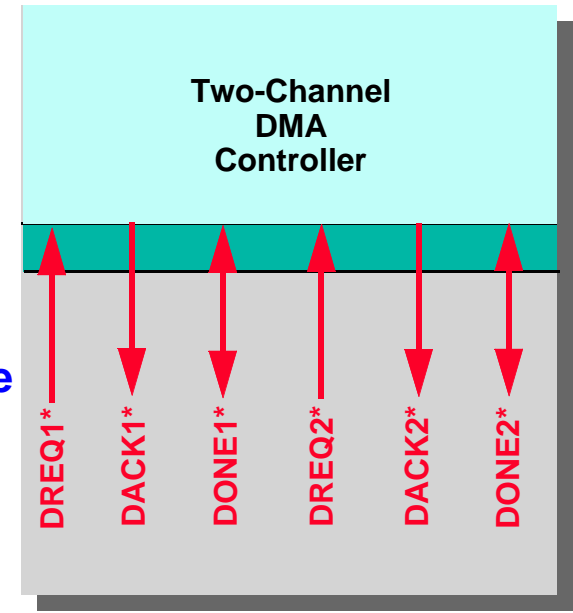 Two-Channel
DMA
Controller
e
DREQ1*
DACK1*
DONE1*
DREQ2*
DACK2*
DONE2*